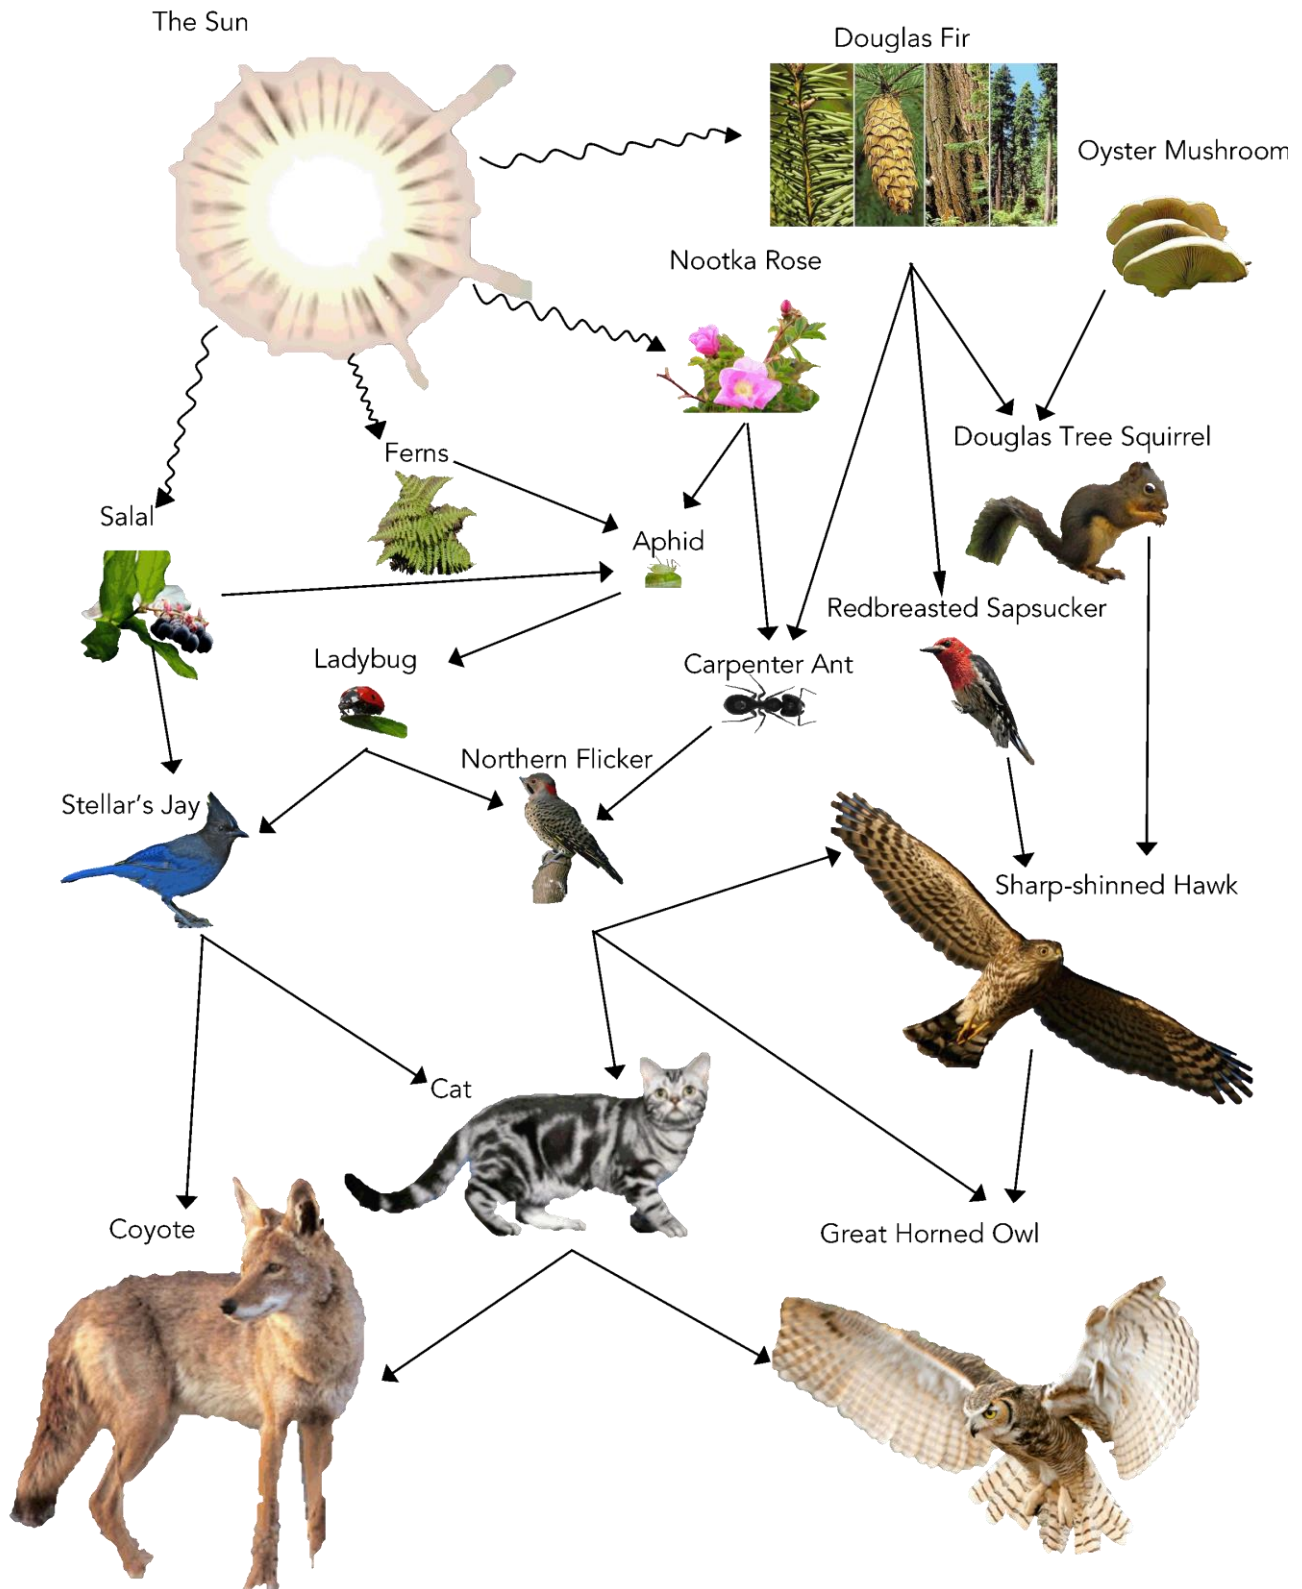 The Sun
Douglas Fir
Oyster Mushroom
Nootka Rose
Douglas Tree Squirrel
Ferns
Salal
Aphid
Redbreasted Sapsucker
Ladybug
Carpenter Ant
Northern Flicker
Stellar's Jay
Sharp-shinned Hawk
Cat
Coyote
Great Horned Owl